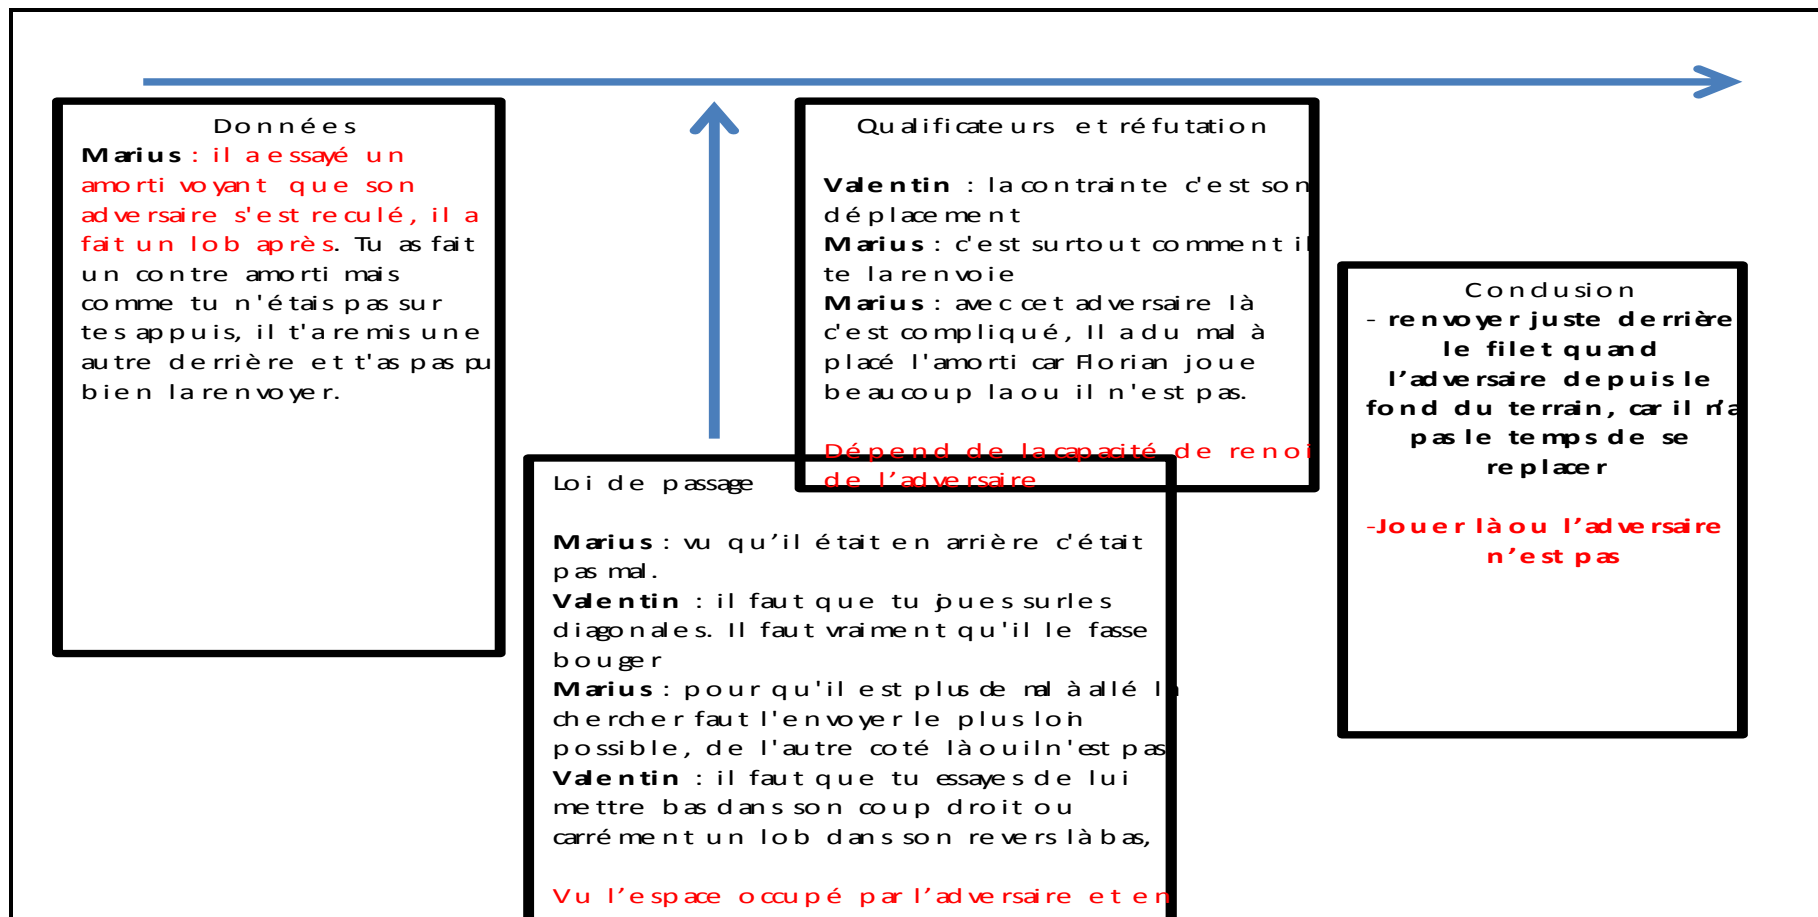 Données
Marius : il a essayé un
amorti voyant que son
adversaire s'est reculé, il a
fait un lob après. Tu as fait
un contre amorti mais
comme tu n'étais pas sur
tes appuis, il t'a remis une
autre derrière et t'as pas pu
bien la renvoyer.
Qualificateurs et réfutation
Valentin : la contrainte c'est son
déplacement
Marius : c'est surtout comment il
te la renvoie
Marius : avec cet adversaire là
c'est compliqué, Il a du mal à
placé l'amorti car Florian joue
beaucoup la ou il n'est pas.
Dépend de la capacité de renoi
de l'adversaire
Loi de passage
Marius : vu qu'il était en arrière c'était
pas mal.
Valentin : il faut que tu joues sur les
diagonales. Il faut vraiment qu'il le fasse
bouger
Marius : pour qu'il est plus de mal à allé la
chercher faut l'envoyer le plus loin
possible, de l'autre coté là ou il n'est pas
Valentin : il faut que tu essayes de lui
mettre bas dans son coup droit ou
carrément un lob dans son revers là bas,
Vu l'espace occupé par l'adversaire et en
Conclusion
- renvoyer juste derrière
le filet quand
l'adversaire depuis le
fond du terrain, car il n'a
pas le temps de se
replacer
-Jouer là ou l'adversaire
n'est pas